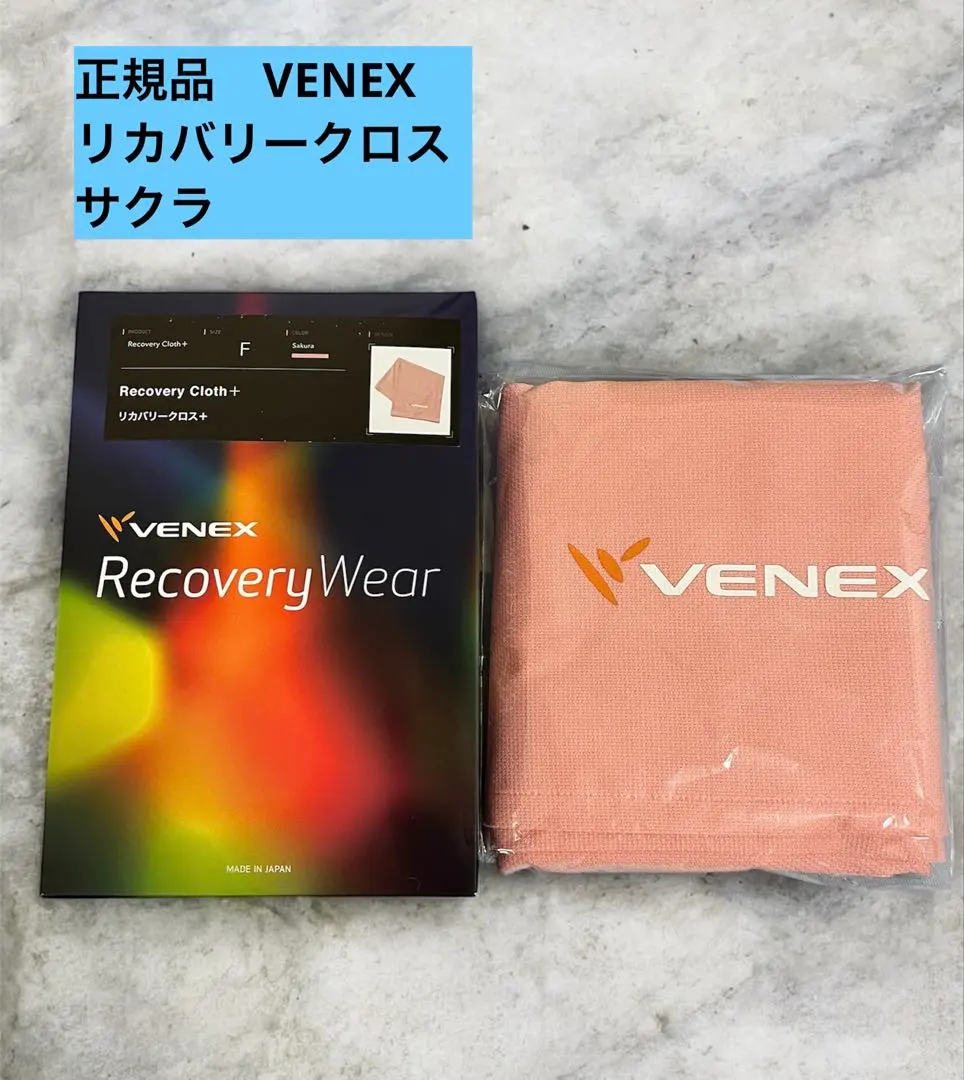 正規品　VENEX
リカバリークロス
サクラ
PRODUCT SIZE COLOR DESIGN
Recovery Cloth+ F Sakura
Recovery Cloth+
リカバリークロス+
VENEX
RecoveryWear
MADE IN JAPAN
VENEX